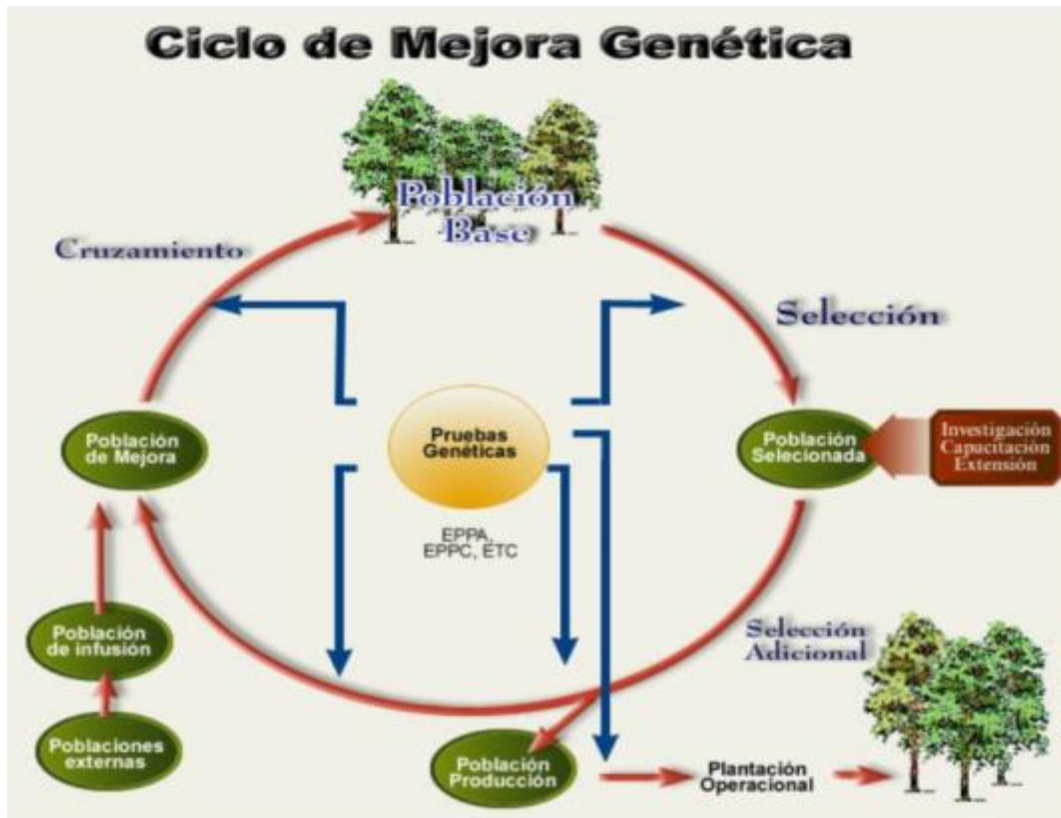 Ciclo de Mejora Genética
Población
Base
Cruzamiento
Selección
Población
de Mejora
Pruebas
Genéticas
Población
Selecionada
Investigación
Capacitación
Extensión
EPPA,
EPPC, ETC
Población
de infusión
Selección
Adicional
Poblaciones
externas
Población
Producción
Plantación
Operacional